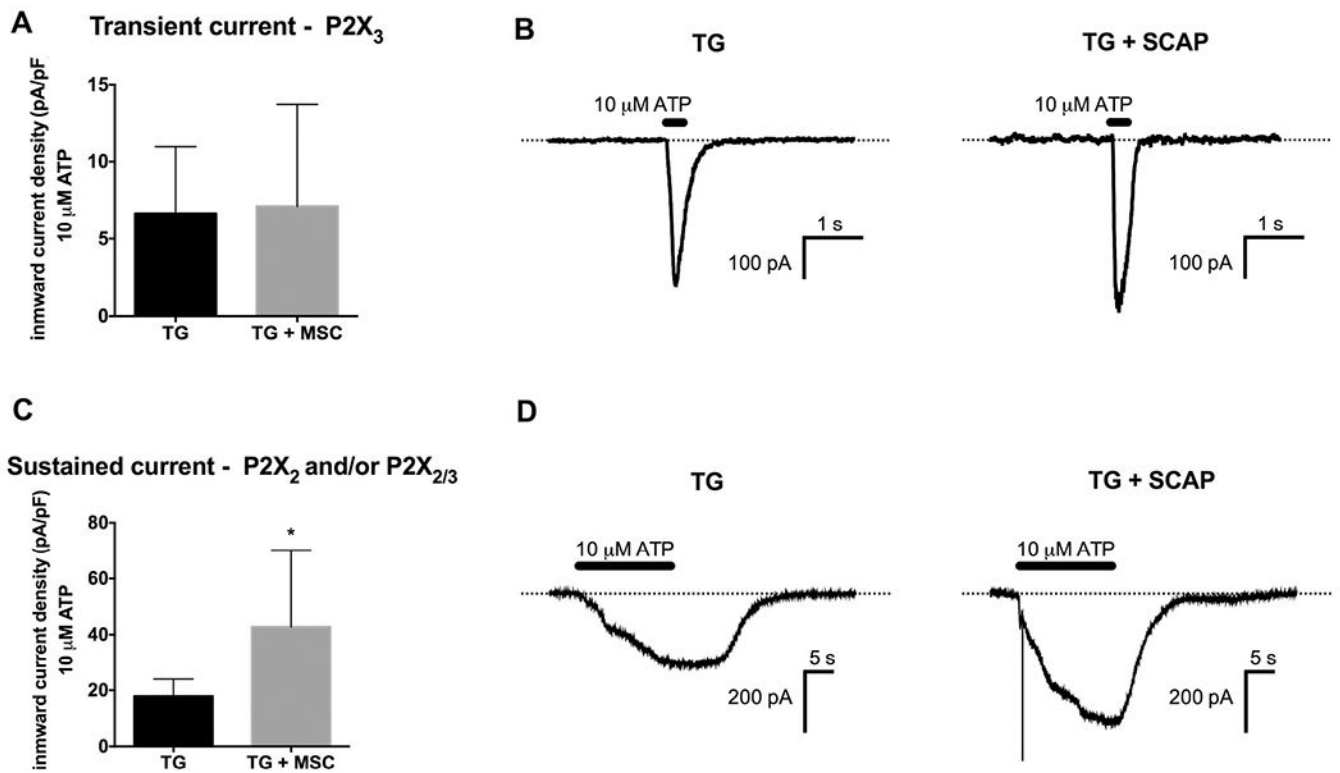 A
Transient current - P2X3
inmward current density (pA/pF)
10 μM ATP
15
10
5
0
TG
TG + MSC
B
TG
10 μM ATP
100 pA
1 s
TG + SCAP
10 μM ATP
100 pA
1 s
C
Sustained current - P2X2 and/or P2X2/3
inmward current density (pA/pF)
10 μM ATP
80
60
40
20
0
*
TG
TG + MSC
D
TG
10 μM ATP
200 pA
5 s
TG + SCAP
10 μM ATP
200 pA
5 s